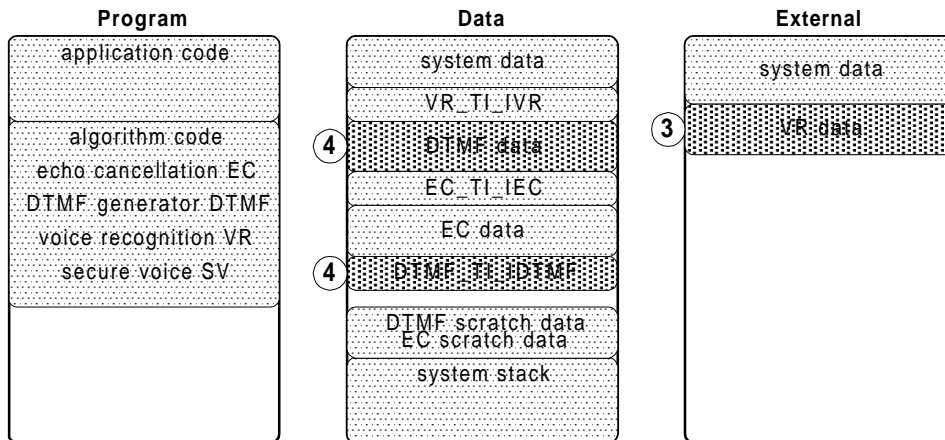 Program
application code
algorithm code
echo cancellation EC
DTMF generator DTMF
voice recognition VR
secure voice SV
Data
system data
VR_TI_IVR
4
DTMF data
EC_TI_IEC
EC data
4
DTMF_TI_IDTMF
DTMF scratch data
EC scratch data
system stack
External
system data
3
VR data